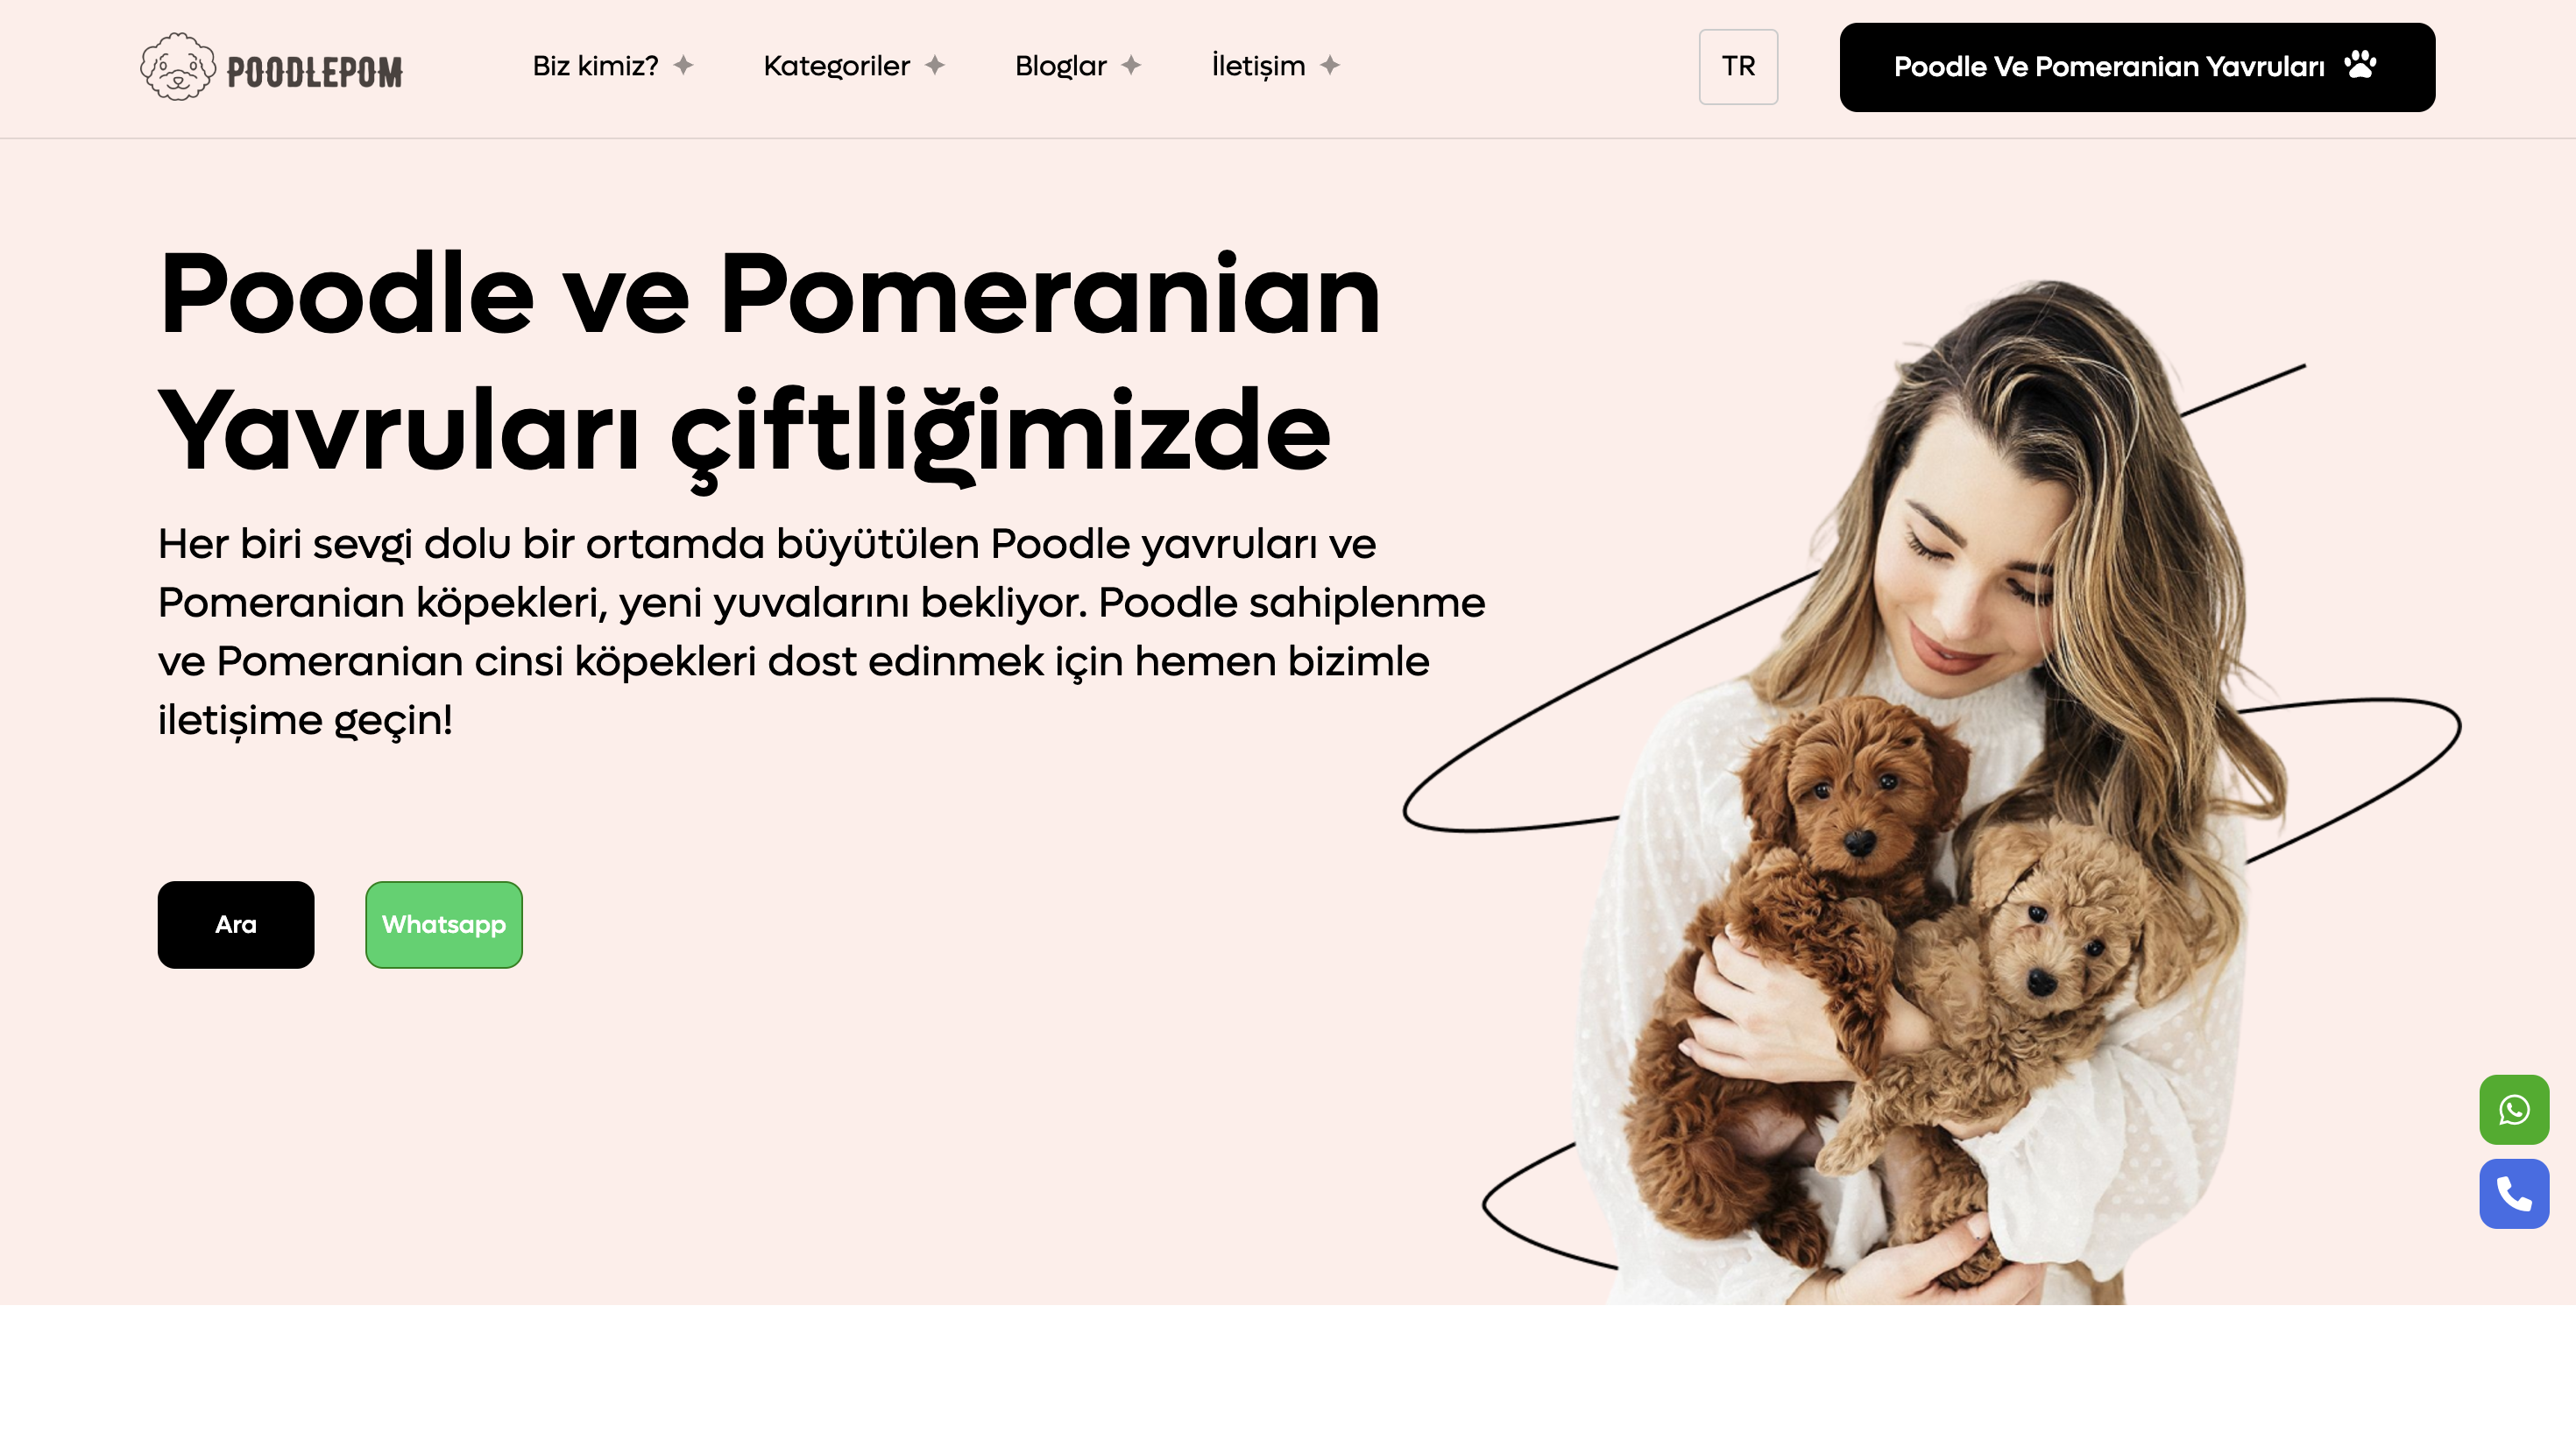 POODLEPOM
Biz kimiz?
Kategoriler
Bloglar
İletişim
TR
Poodle Ve Pomeranian Yavruları
Poodle ve Pomeranian
Yavruları çiftliğimizde
Her biri sevgi dolu bir ortamda büyütülen Poodle yavruları ve
Pomeranian köpekleri, yeni yuvalarını bekliyor. Poodle sahiplenme
ve Pomeranian cinsi köpekleri dost edinmek için hemen bizimle
iletişime geçin!
Ara
Whatsapp